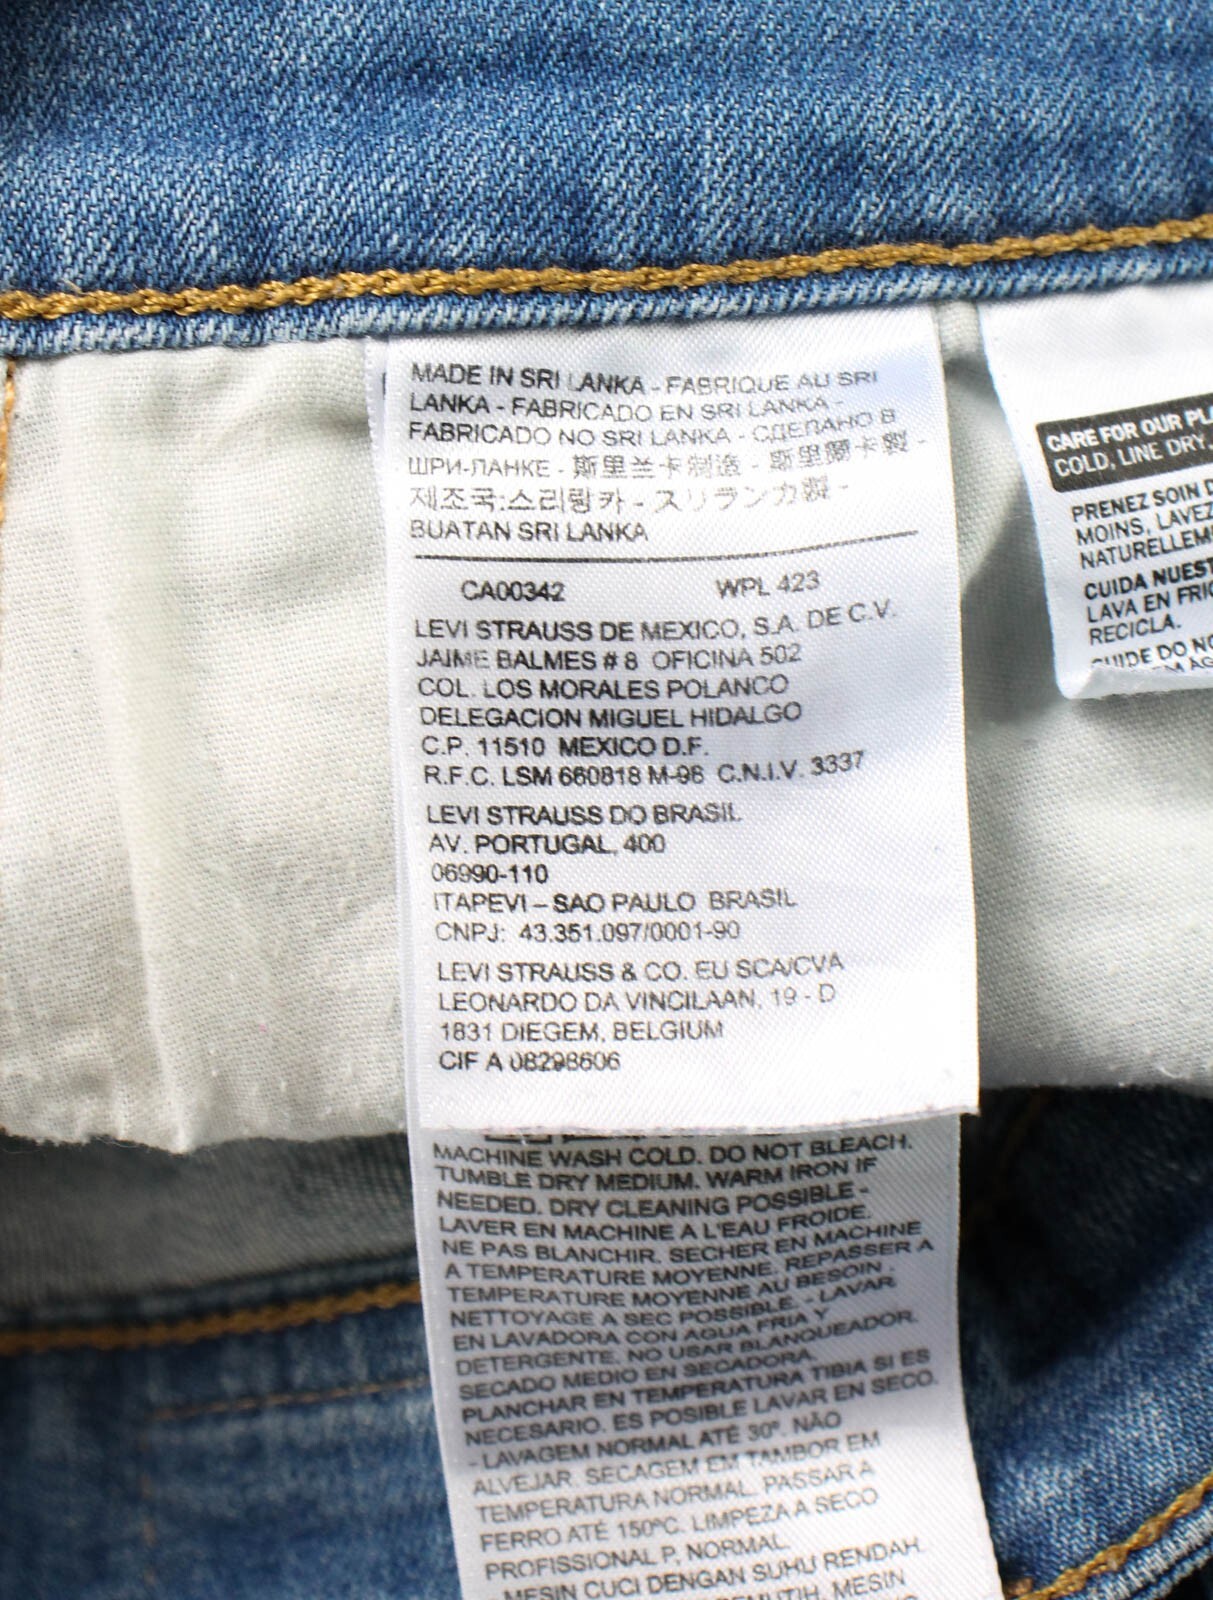 MADE IN SRI LANKA - FABRIQUE AU SRI
LANKA - FABRICADO EN SRI LANKA -
FABRICADO NO SRI LANKA - СДЕЛАНО В
ШРИ-ЛАНКЕ - 斯里兰卡制造 - 斯里蘭卡製 -
제조국:스리랑카 - スリランカ製 -
BUATAN SRI LANKA
CA00342 WPL 423
LEVI STRAUSS DE MEXICO, S.A. DE C.V.
JAIME BALMES # 8 OFICINA 502
COL. LOS MORALES POLANCO
DELEGACION MIGUEL HIDALGO
C.P. 11510 MEXICO D.F.
R.F.C. LSM 660818 M-96 C.N.I.V. 3337
LEVI STRAUSS DO BRASIL
AV. PORTUGAL, 400
06990-110
ITAPEVI – SAO PAULO BRASIL
CNPJ: 43.351.097/0001-90
LEVI STRAUSS & CO. EU SCA/CVA
LEONARDO DA VINCILAAN, 19 - D
1831 DIEGEM, BELGIUM
CIF A 08298606
MACHINE WASH COLD. DO NOT BLEACH.
TUMBLE DRY MEDIUM. WARM IRON IF
NEEDED. DRY CLEANING POSSIBLE -
LAVER EN MACHINE A L'EAU FROIDE.
NE PAS BLANCHIR. SECHER EN MACHINE
A TEMPERATURE MOYENNE. REPASSER A
TEMPERATURE MOYENNE AU BESOIN.
NETTOYAGE A SEC POSSIBLE. - LAVAR
EN LAVADORA CON AGUA FRIA Y
DETERGENTE. NO USAR BLANQUEADOR.
SECADO MEDIO EN SECADORA.
PLANCHAR EN TEMPERATURA TIBIA SI ES
NECESARIO. ES POSIBLE LAVAR EN SECO.
- LAVAGEM NORMAL ATÉ 30º. NÃO
ALVEJAR. SECAGEM EM TAMBOR EM
TEMPERATURA NORMAL. PASSAR A
FERRO ATÉ 150ºC. LIMPEZA A SECO
PROFISSIONAL P, NORMAL.
- MESIN CUCI DENGAN SUHU RENDAH.
PEMUTIH, MESIN
CARE FOR OUR
COLD, LINE DRY.
PRENEZ SOIN
MOINS, LAVEZ
CUIDA
LAVA EN
RECICLA.